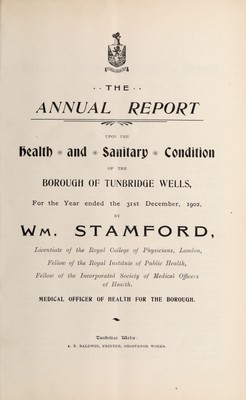 · · THE · ·
ANNUAL REPORT
UPON THE
Health * and * Sanitary * Condition
OF THE
BOROUGH OF TUNBRIDGE WELLS,
For the Year ended the 31st December, 1902,
BY
WM. STAMFORD,
Licentiate of the Royal College of Physicians, London,
Fellow of the Royal Institute of Public Health,
Fellow of the Incorporated Society of Medical Officers
of Health.
MEDICAL OFFICER OF HEALTH FOR THE BOROUGH.
Tunbridge Wells:
A. K. BALDWIN, PRINTER, GROSVENOR WORKS.